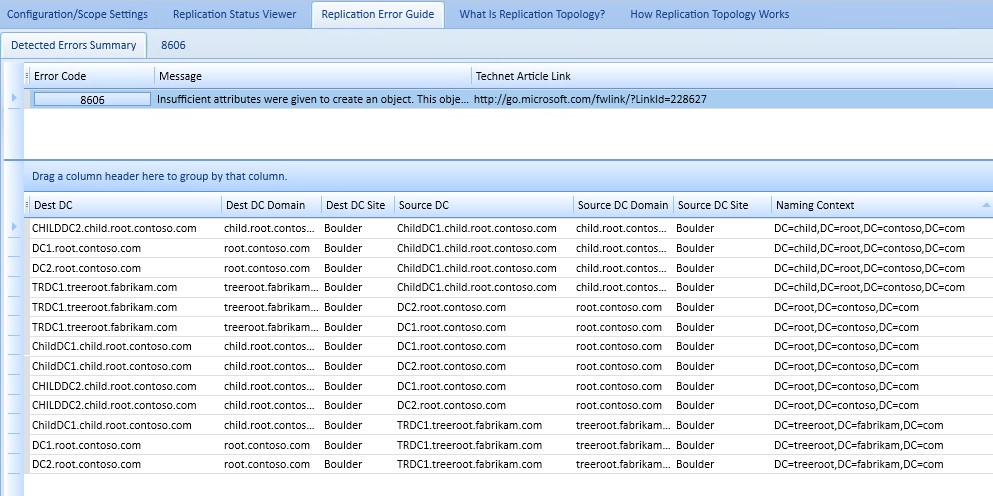 Configuration/Scope Settings Replication Status Viewer Replication Error Guide What Is Replication Topology? How Replication Topology Works
Detected Errors Summary 8606
Error Code Message Technet Article Link
8606 Insufficient attributes were given to create an object. This obje... http://go.microsoft.com/fwlink/?LinkId=228627
Drag a column header here to group by that column.
Dest DC Dest DC Domain Dest DC Site Source DC Source DC Domain Source DC Site Naming Context
CHILDDC2.child.root.contoso.com child.root.contos... Boulder ChildDC1.child.root.contoso.com child.root.contos... Boulder DC=child,DC=root,DC=contoso,DC=com
DC1.root.contoso.com root.contoso.com Boulder ChildDC1.child.root.contoso.com child.root.contos... Boulder DC=child,DC=root,DC=contoso,DC=com
DC2.root.contoso.com root.contoso.com Boulder ChildDC1.child.root.contoso.com child.root.contos... Boulder DC=child,DC=root,DC=contoso,DC=com
TRDC1.treeroot.fabrikam.com treeroot.fabrikam... Boulder ChildDC1.child.root.contoso.com child.root.contos... Boulder DC=child,DC=root,DC=contoso,DC=com
TRDC1.treeroot.fabrikam.com treeroot.fabrikam... Boulder DC2.root.contoso.com root.contoso.com Boulder DC=root,DC=contoso,DC=com
TRDC1.treeroot.fabrikam.com treeroot.fabrikam... Boulder DC1.root.contoso.com root.contoso.com Boulder DC=root,DC=contoso,DC=com
ChildDC1.child.root.contoso.com child.root.contos... Boulder DC1.root.contoso.com root.contoso.com Boulder DC=root,DC=contoso,DC=com
ChildDC1.child.root.contoso.com child.root.contos... Boulder DC2.root.contoso.com root.contoso.com Boulder DC=root,DC=contoso,DC=com
CHILDDC2.child.root.contoso.com child.root.contos... Boulder DC1.root.contoso.com root.contoso.com Boulder DC=root,DC=contoso,DC=com
CHILDDC2.child.root.contoso.com child.root.contos... Boulder DC2.root.contoso.com root.contoso.com Boulder DC=root,DC=contoso,DC=com
ChildDC1.child.root.contoso.com child.root.contos... Boulder TRDC1.treeroot.fabrikam.com treeroot.fabrikam... Boulder DC=treeroot,DC=fabrikam,DC=com
DC1.root.contoso.com root.contoso.com Boulder TRDC1.treeroot.fabrikam.com treeroot.fabrikam... Boulder DC=treeroot,DC=fabrikam,DC=com
DC2.root.contoso.com root.contoso.com Boulder TRDC1.treeroot.fabrikam.com treeroot.fabrikam... Boulder DC=treeroot,DC=fabrikam,DC=com